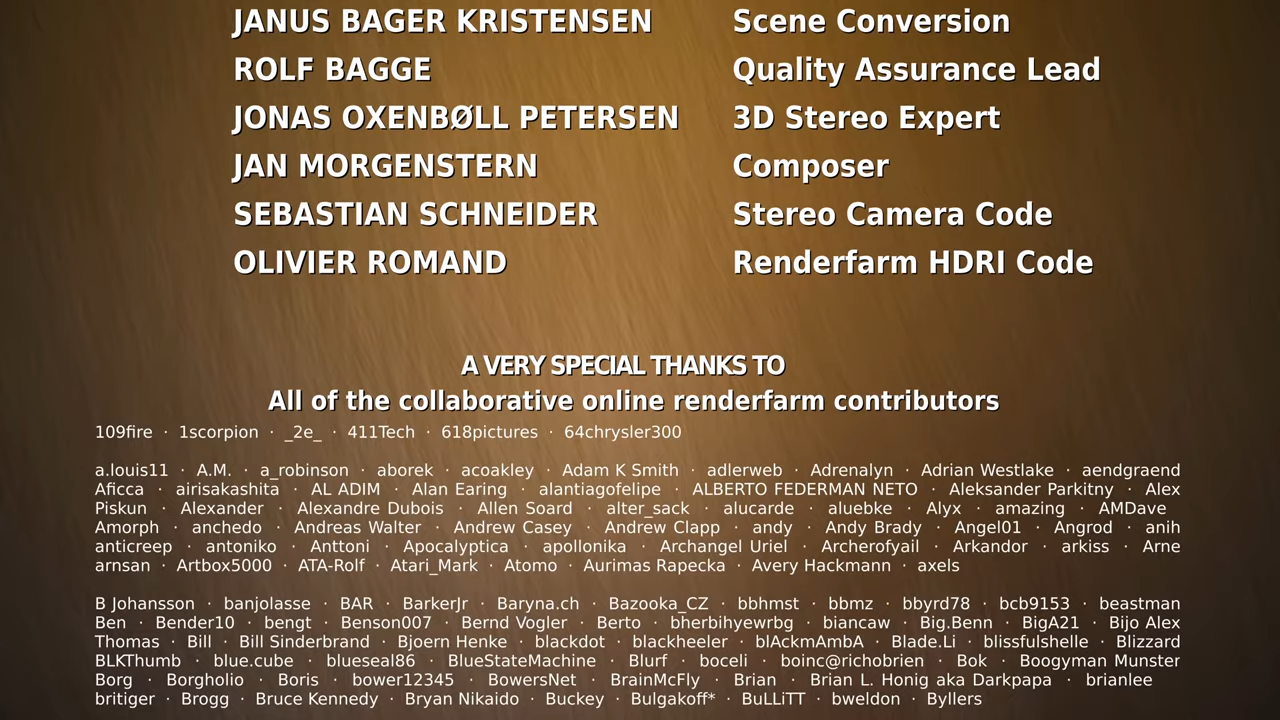 JANUS BAGER KRISTENSEN Scene Conversion
ROLF BAGGE Quality Assurance Lead
JONAS OXENBØLL PETERSEN 3D Stereo Expert
JAN MORGENSTERN Composer
SEBASTIAN SCHNEIDER Stereo Camera Code
OLIVIER ROMAND Renderfarm HDRI Code
A VERY SPECIAL THANKS TO
All of the collaborative online renderfarm contributors
109fire · 1scorpion · _2e_ · 411Tech · 618pictures · 64chrysler300
a.louis11 · A.M. · a_robinson · aborek · acoakley · Adam K Smith · adlerweb · Adrenalyn · Adrian Westlake · aendgraend
Aficca · airisakashita · AL ADIM · Alan Earing · alantiagofelipe · ALBERTO FEDERMAN NETO · Aleksander Parkitny · Alex
Piskun · Alexander · Alexandre Dubois · Allen Soard · alter_sack · alucarde · aluebke · Alyx · amazing · AMDave
Amorph · anchedo · Andreas Walter · Andrew Casey · Andrew Clapp · andy · Andy Brady · Angel01 · Angrod · anih
anticreep · antoniko · Anttoni · Apocalyptica · apollonika · Archangel Uriel · Archerofyail · Arkandor · arkiss · Arne
arnsan · Artbox5000 · ATA-Rolf · Atari_Mark · Atomo · Aurimas Rapecka · Avery Hackmann · axels
B Johansson · banjolasse · BAR · BarkerJr · Baryna.ch · Bazooka_CZ · bbhmst · bbmz · bbyrd78 · bcb9153 · beastman
Ben · Bender10 · bengt · Benson007 · Bernd Vogler · Berto · bherbihyewrbg · biancaw · Big.Benn · BigA21 · Bijo Alex
Thomas · Bill · Bill Sinderbrand · Bjoern Henke · blackdot · blackheeler · blAckmAmbA · Blade.Li · blissfulshelle · Blizzard
BLKThumb · blue.cube · blueseal86 · BlueStateMachine · Blurf · boceli · boinc@richobrien · Bok · Boogyman Munster
Borg · Borgholio · Boris · bower12345 · BowersNet · BrainMcFly · Brian · Brian L. Honig aka Darkpapa · brianlee
britiger · Brogg · Bruce Kennedy · Bryan Nikaido · Buckey · Bulgakoff* · BuLLiTT · bweldon · Byllers